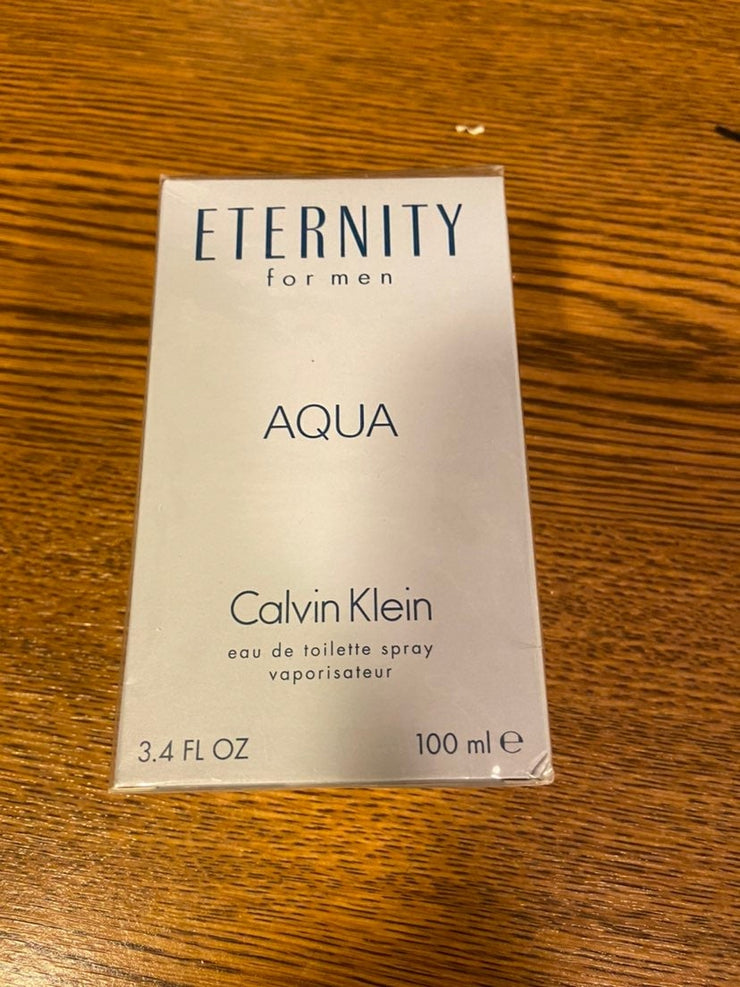 ETERNITY
for men
AQUA
Calvin Klein
eau de toilette spray
vaporisateur
3.4 FL OZ 100 ml ℮